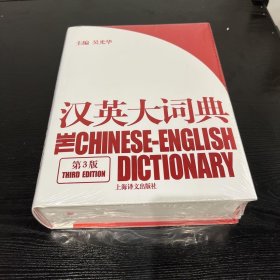 主编 吴光华
汉英大词典
THE CHINESE-ENGLISH
DICTIONARY
第3版
THIRD EDITION
上海译文出版社